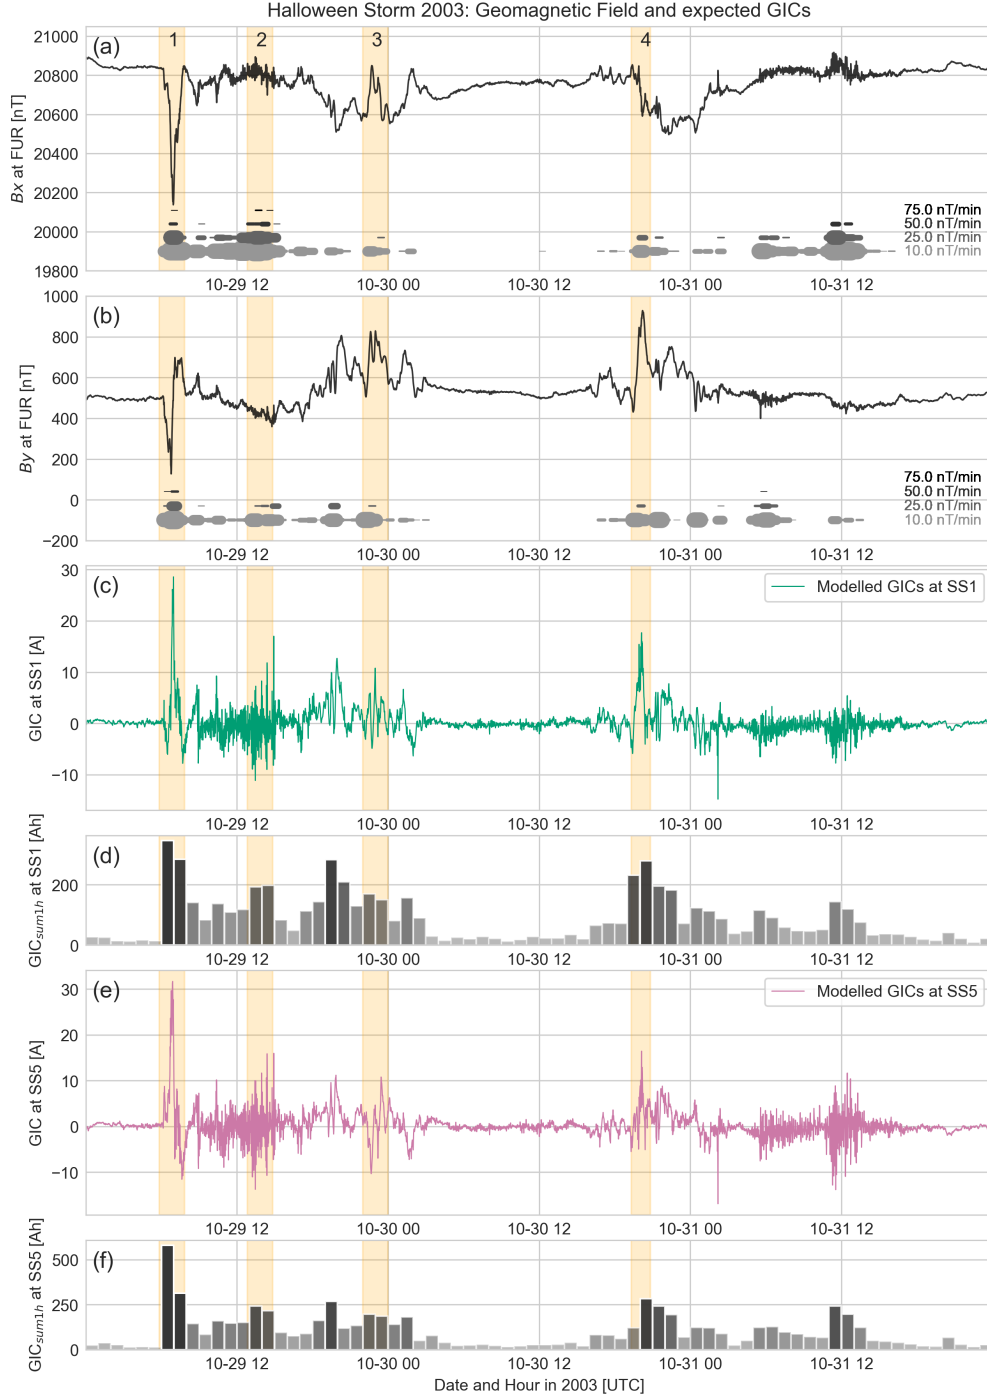 Halloween Storm 2003: Geomagnetic Field and expected GICs
(a)
1 2 3 4
21000
20800
20600
20400
20200
20000
19800
Bx at FUR [nT]
75.0 nT/min
50.0 nT/min
25.0 nT/min
10.0 nT/min
10-29 12 10-30 00 10-30 12 10-31 00 10-31 12
(b)
1000
800
600
400
200
0
−200
By at FUR [nT]
75.0 nT/min
50.0 nT/min
25.0 nT/min
10.0 nT/min
10-29 12 10-30 00 10-30 12 10-31 00 10-31 12
(c)
Modelled GICs at SS1
30
20
10
0
−10
GIC at SS1 [A]
10-29 12 10-30 00 10-30 12 10-31 00 10-31 12
(d)
200
0
GICsum1h at SS1 [Ah]
10-29 12 10-30 00 10-30 12 10-31 00 10-31 12
(e)
Modelled GICs at SS5
30
20
10
0
−10
GIC at SS5 [A]
10-29 12 10-30 00 10-30 12 10-31 00 10-31 12
(f)
500
250
0
GICsum1h at SS5 [Ah]
10-29 12 10-30 00 10-30 12 10-31 00 10-31 12
Date and Hour in 2003 [UTC]